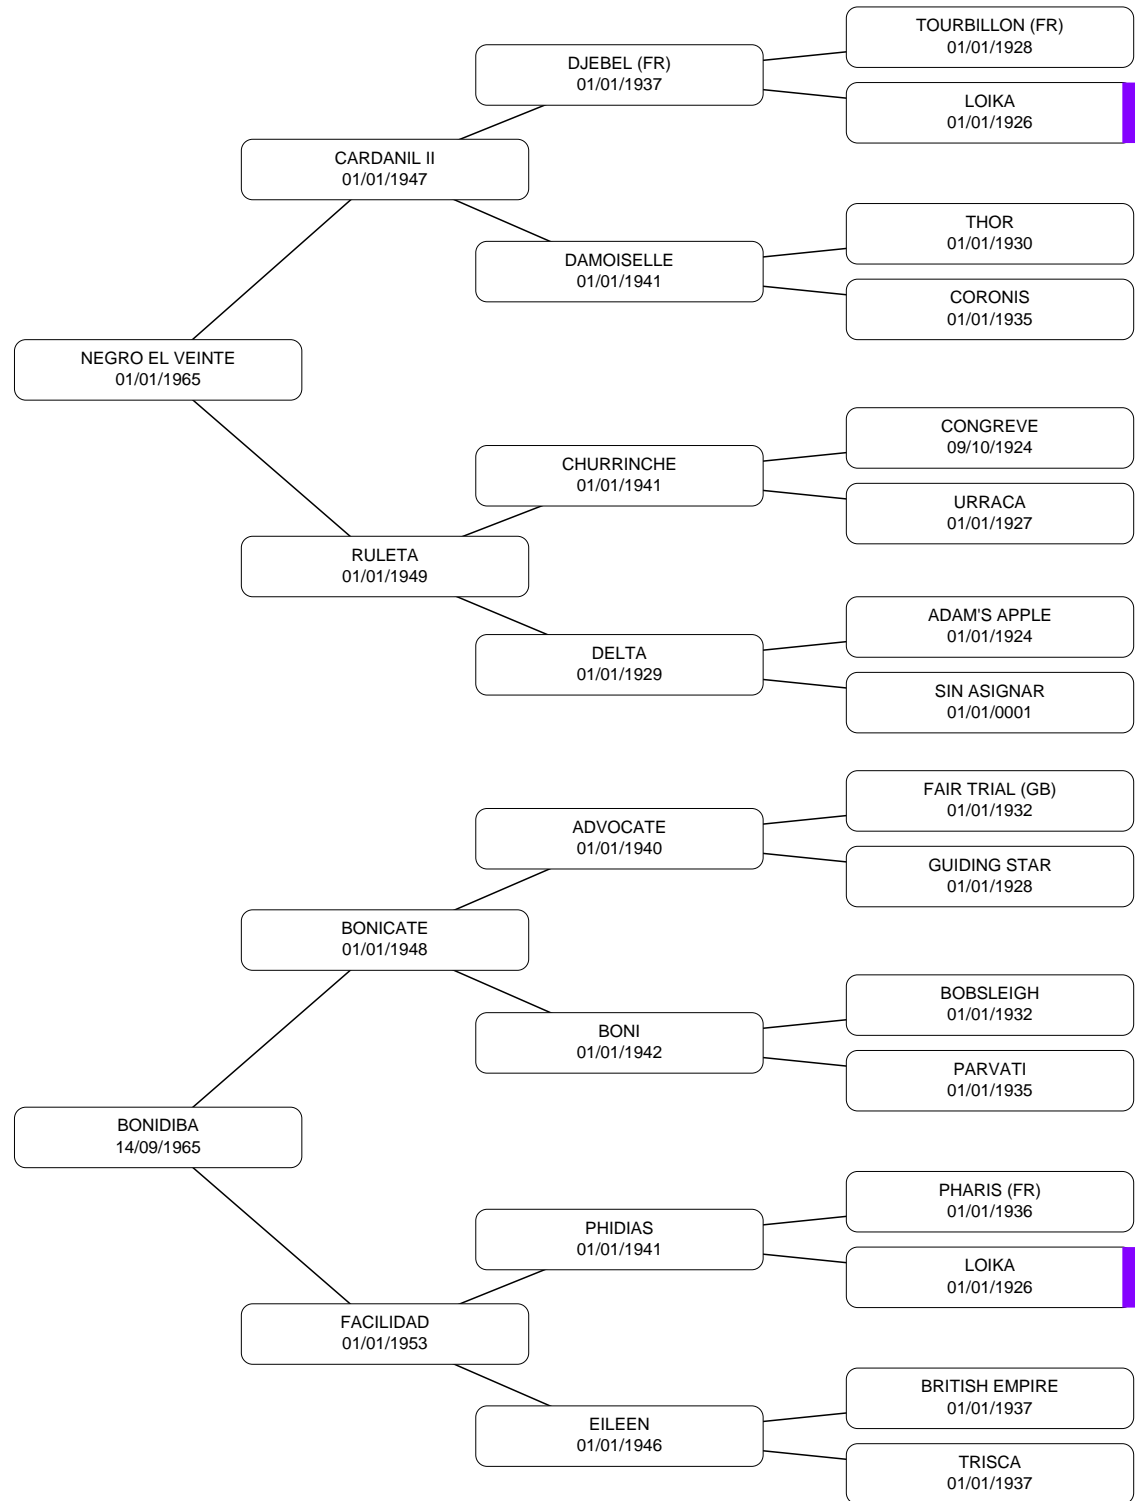 TOURBILLON (FR)
01/01/1928
DJEBEL (FR)
01/01/1937
LOIKA
01/01/1926
CARDANIL II
01/01/1947
THOR
01/01/1930
DAMOISELLE
01/01/1941
CORONIS
01/01/1935
NEGRO EL VEINTE
01/01/1965
CONGREVE
09/10/1924
CHURRINCHE
01/01/1941
URRACA
01/01/1927
RULETA
01/01/1949
ADAM'S APPLE
01/01/1924
DELTA
01/01/1929
SIN ASIGNAR
01/01/0001
FAIR TRIAL (GB)
01/01/1932
ADVOCATE
01/01/1940
GUIDING STAR
01/01/1928
BONICATE
01/01/1948
BOBSLEIGH
01/01/1932
BONI
01/01/1942
PARVATI
01/01/1935
BONIDIBA
14/09/1965
PHARIS (FR)
01/01/1936
PHIDIAS
01/01/1941
LOIKA
01/01/1926
FACILIDAD
01/01/1953
BRITISH EMPIRE
01/01/1937
EILEEN
01/01/1946
TRISCA
01/01/1937